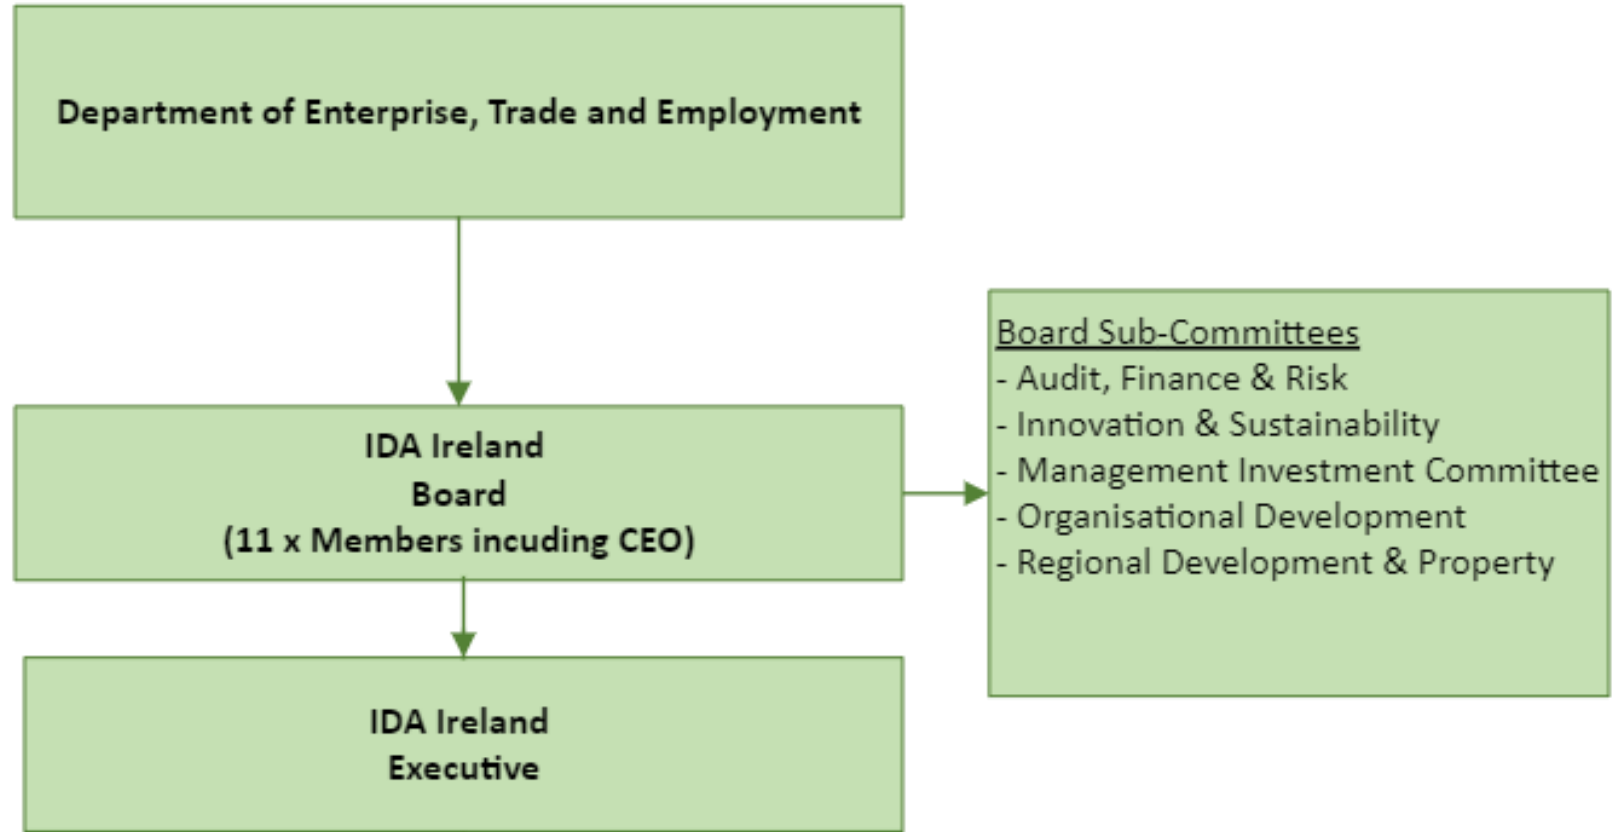 Department of Enterprise, Trade and Employment
IDA Ireland
Board
(11 x Members incuding CEO)
Board Sub-Committees
- Audit, Finance & Risk
- Innovation & Sustainability
- Management Investment Committee
- Organisational Development
- Regional Development & Property
IDA Ireland
Executive